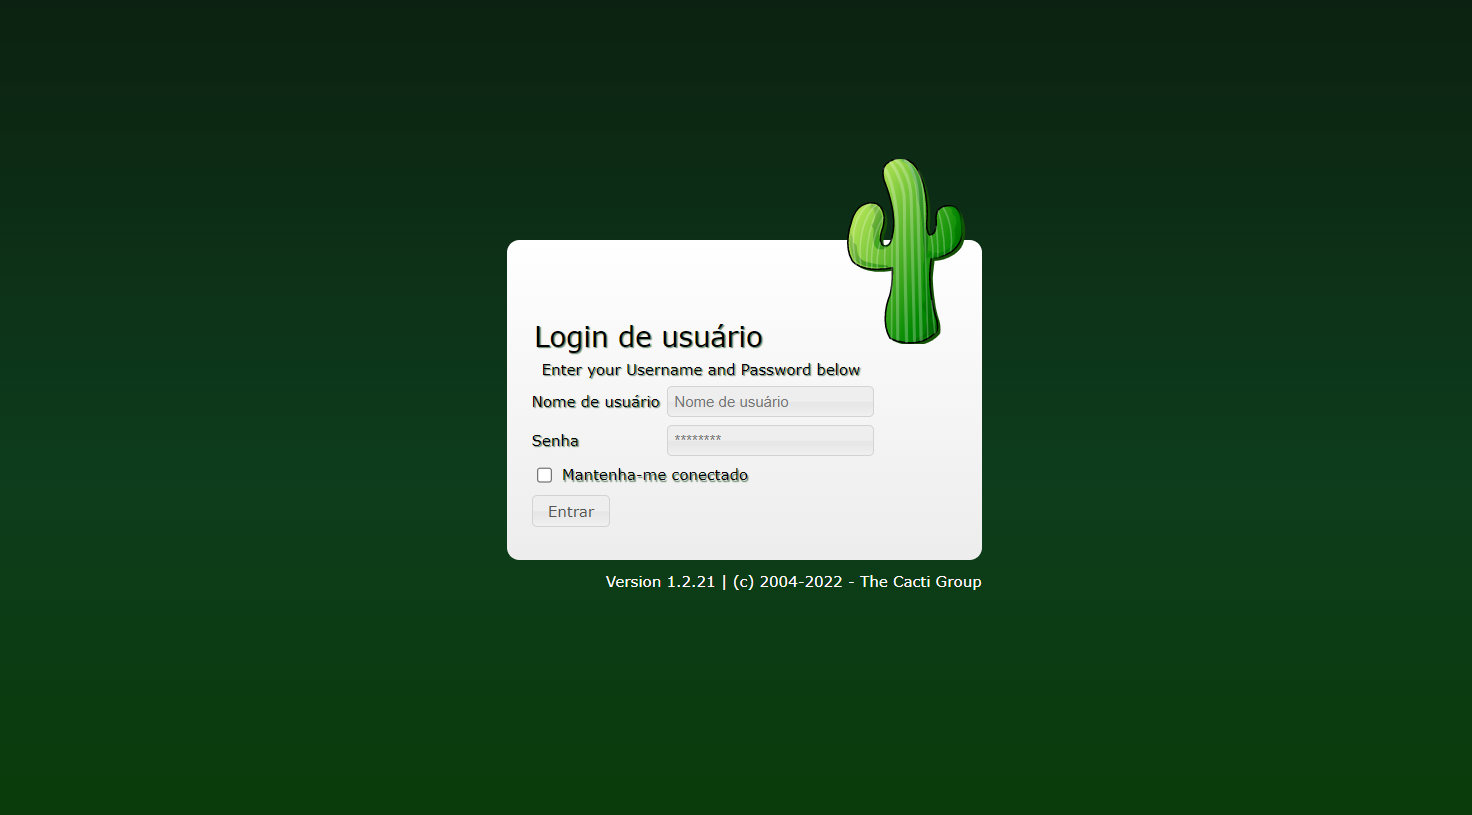 Login de usuário
Enter your Username and Password below
Nome de usuário Nome de usuário
Senha ********
Mantenha-me conectado
Entrar
Version 1.2.21 | (c) 2004-2022 - The Cacti Group